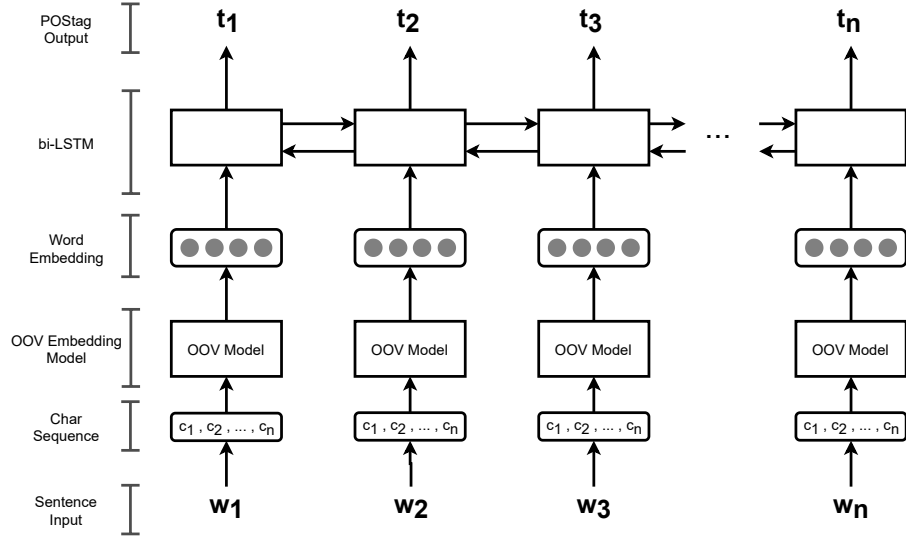 POStag
Output
t1 t2 t3 tn
bi-LSTM
...
Word
Embedding
OOV Embedding
Model
OOV Model OOV Model OOV Model OOV Model
Char
Sequence
c1 , c2 , ... , cn c1 , c2 , ... , cn c1 , c2 , ... , cn c1 , c2 , ... , cn
Sentence
Input
w1 w2 w3 wn